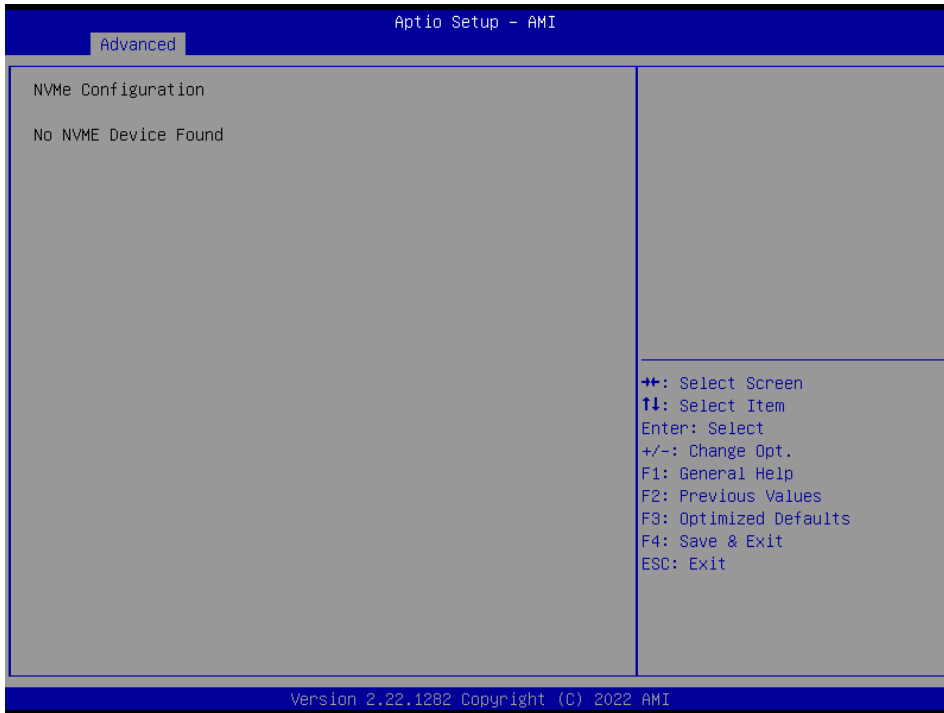 Aptio Setup – AMI
Advanced
NVMe Configuration
No NVME Device Found
→←: Select Screen
↑↓: Select Item
Enter: Select
+/-: Change Opt.
F1: General Help
F2: Previous Values
F3: Optimized Defaults
F4: Save & Exit
ESC: Exit
Version 2.22.1282 Copyright (C) 2022 AMI